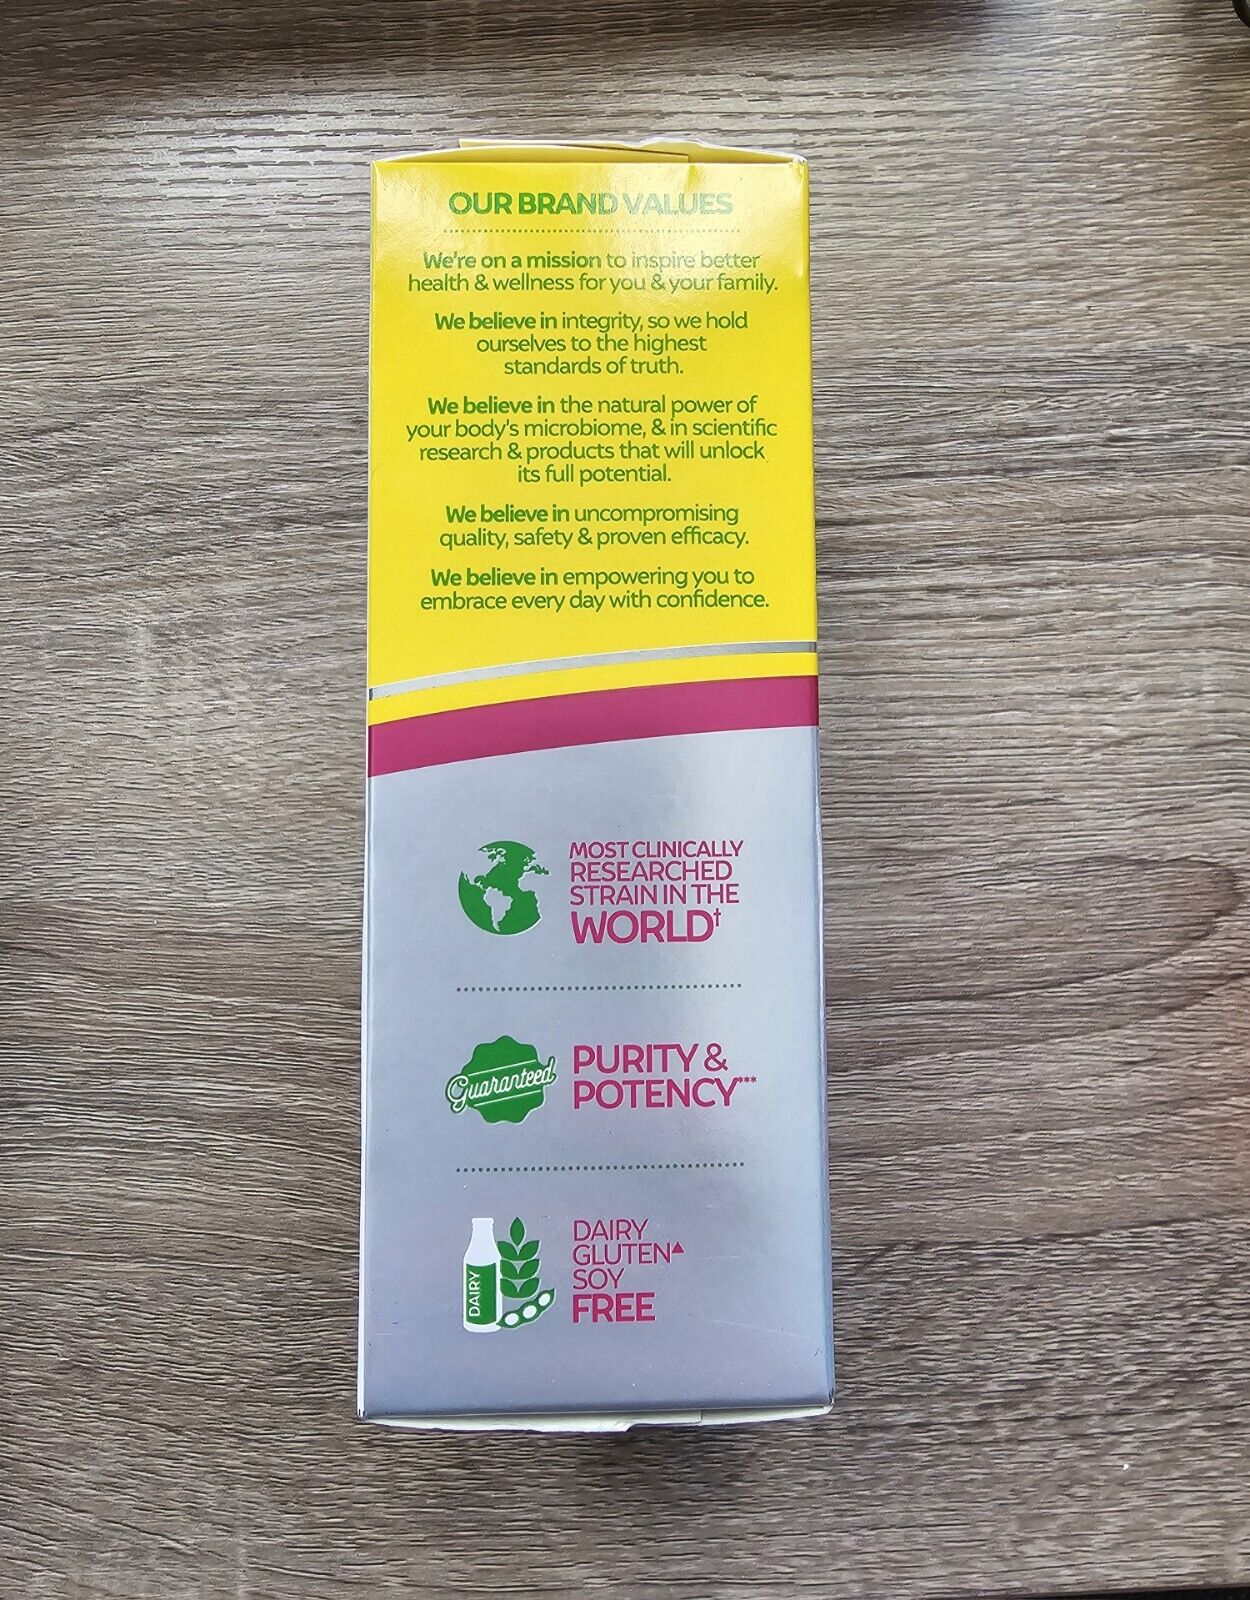 OUR BRAND VALUES
We're on a mission to inspire better
health & wellness for you & your family.
We believe in integrity, so we hold
ourselves to the highest
standards of truth.
We believe in the natural power of
your body's microbiome, & in scientific
research & products that will unlock
its full potential.
We believe in uncompromising
quality, safety & proven efficacy.
We believe in empowering you to
embrace every day with confidence.
MOST CLINICALLY
RESEARCHED
STRAIN IN THE
WORLD†
Guaranteed
PURITY &
POTENCY***
DAIRY
DAIRY
GLUTEN▲
SOY
FREE